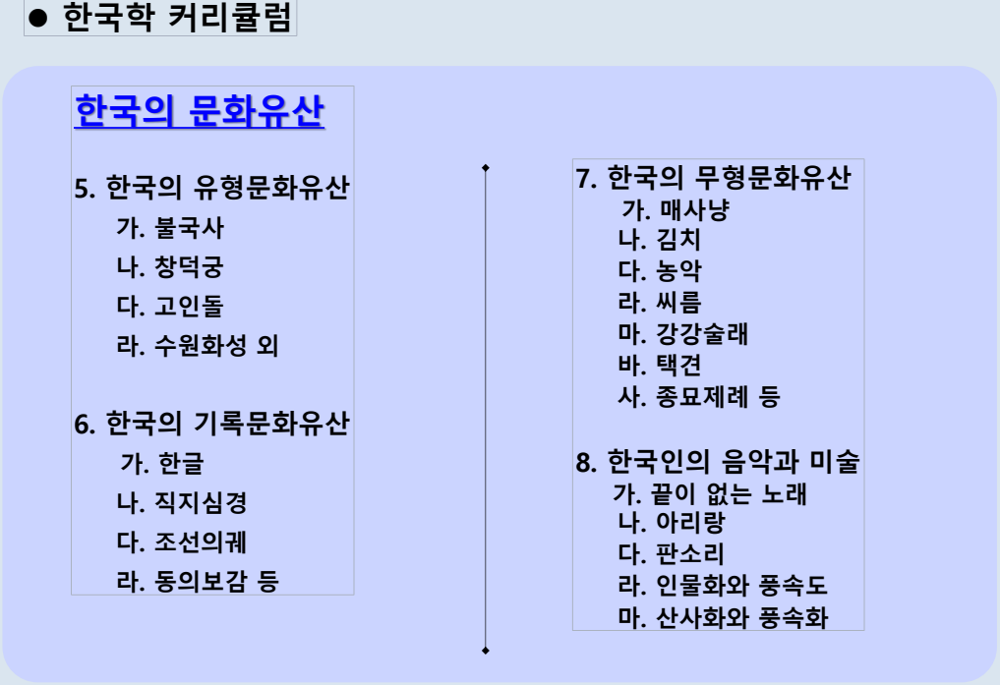 ● 한국학 커리큘럼
한국의 문화유산
5. 한국의 유형문화유산
가. 불국사
나. 창덕궁
다. 고인돌
라. 수원화성 외
6. 한국의 기록문화유산
가. 한글
나. 직지심경
다. 조선의궤
라. 동의보감 등
7. 한국의 무형문화유산
가. 매사냥
나. 김치
다. 농악
라. 씨름
마. 강강술래
바. 택견
사. 종묘제례 등
8. 한국인의 음악과 미술
가. 끝이 없는 노래
나. 아리랑
다. 판소리
라. 인물화와 풍속도
마. 산사화와 풍속화